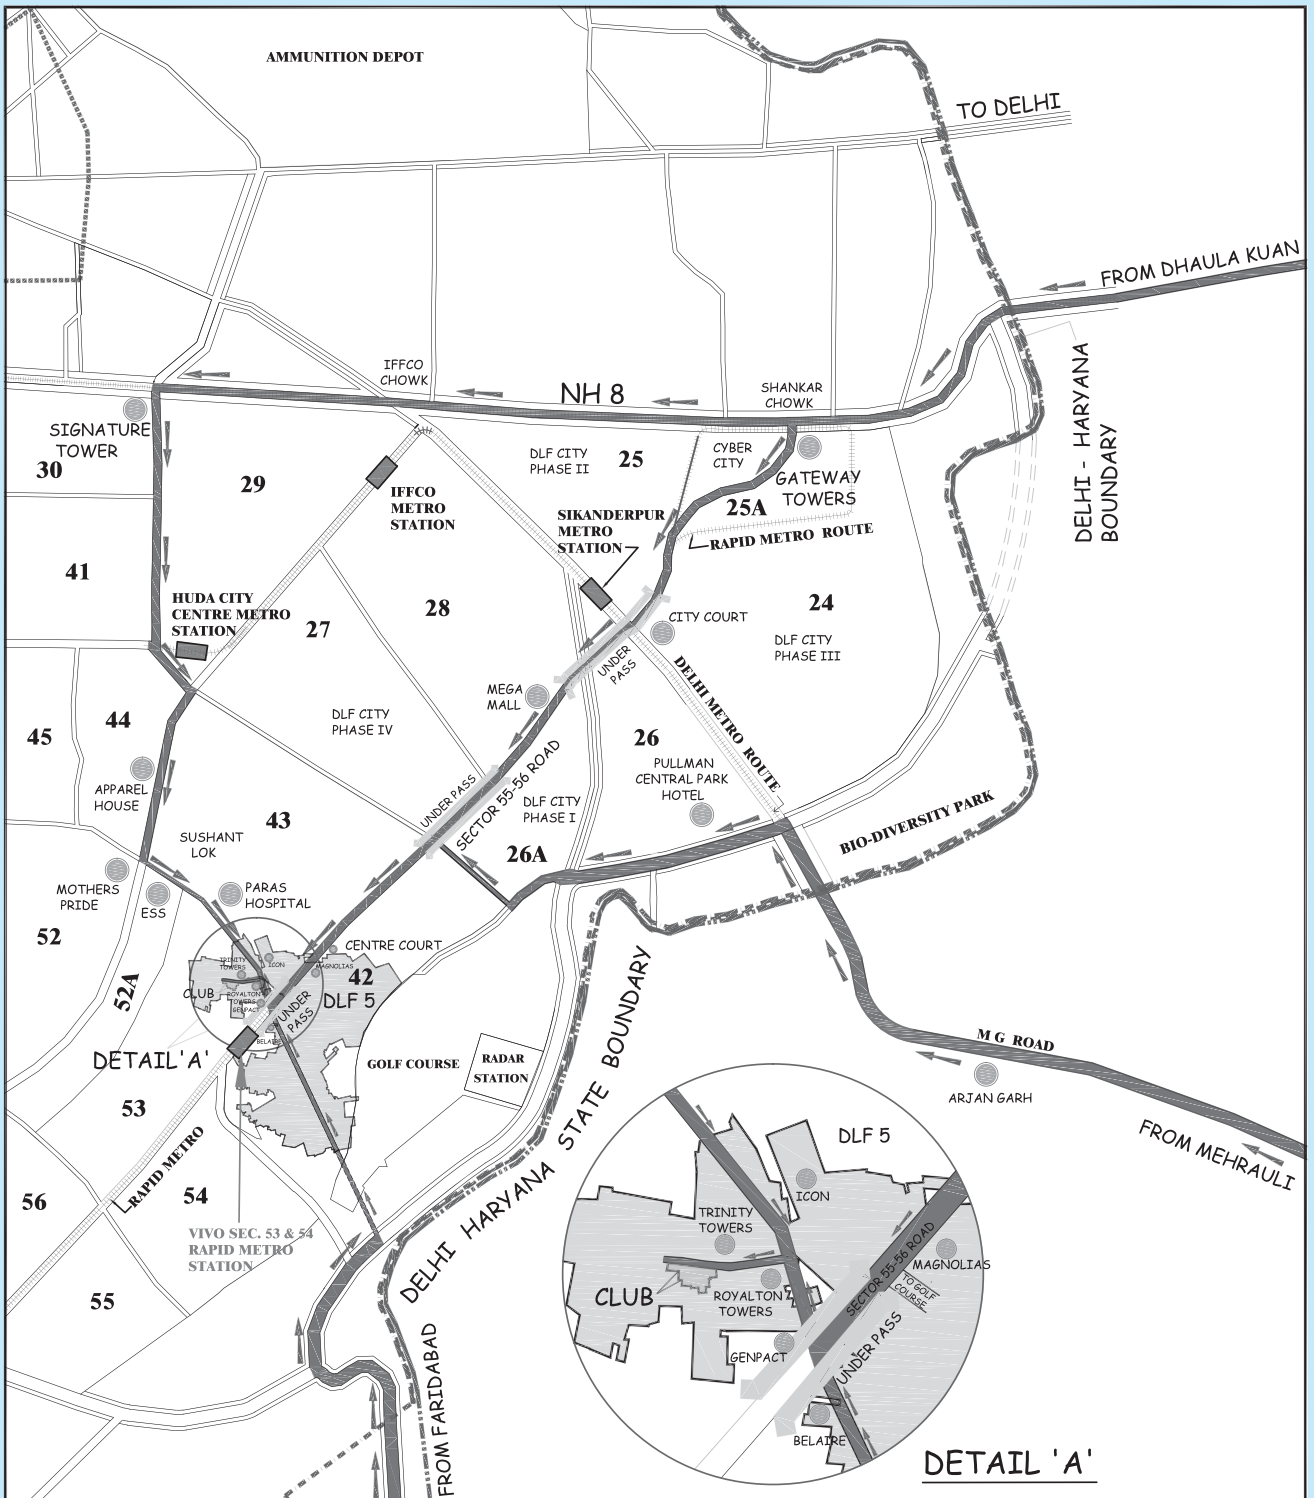 AMMUNITION DEPOT
TO DELHI
FROM DHAULA KUAN
DELHI - HARYANA
BOUNDARY
IFFCO
CHOWK
NH 8
SHANKAR
CHOWK
SIGNATURE
TOWER
30
29
DLF CITY
PHASE II
25
CYBER
CITY
GATEWAY
TOWERS
25A
IFFCO
METRO
STATION
SIKANDERPUR
METRO
STATION
RAPID METRO ROUTE
41
HUDA CITY
CENTRE METRO
STATION
27
28
24
CITY COURT
DLF CITY
PHASE III
UNDER
PASS
DELHI METRO ROUTE
MEGA
MALL
45
44
DLF CITY
PHASE IV
26
PULLMAN
CENTRAL PARK
HOTEL
APPAREL
HOUSE
UNDER PASS
SECTOR 55-56 ROAD
DLF CITY
PHASE I
43
SUSHANT
LOK
26A
BIO-DIVERSITY PARK
MOTHERS
PRIDE
ESS
PARAS
HOSPITAL
52
52A
CENTRE COURT
TRINITY
TOWERS
ICON
MAGNOLIAS
42
CLUB
ROYALTON
TOWERS
GENPACT
DLF 5
UNDER
PASS
BELAIRE
DETAIL 'A'
GOLF COURSE
RADAR
STATION
DELHI HARYANA STATE BOUNDARY
M G ROAD
ARJAN GARH
FROM MEHRAULI
53
RAPID METRO
54
56
VIVO SEC. 53 & 54
RAPID METRO
STATION
55
FROM FARIDABAD
DLF 5
ICON
TRINITY
TOWERS
SECTOR 55-56 ROAD
MAGNOLIAS
TO GOLF
COURSE
CLUB
ROYALTON
TOWERS
GENPACT
UNDER PASS
BELAIRE
DETAIL 'A'